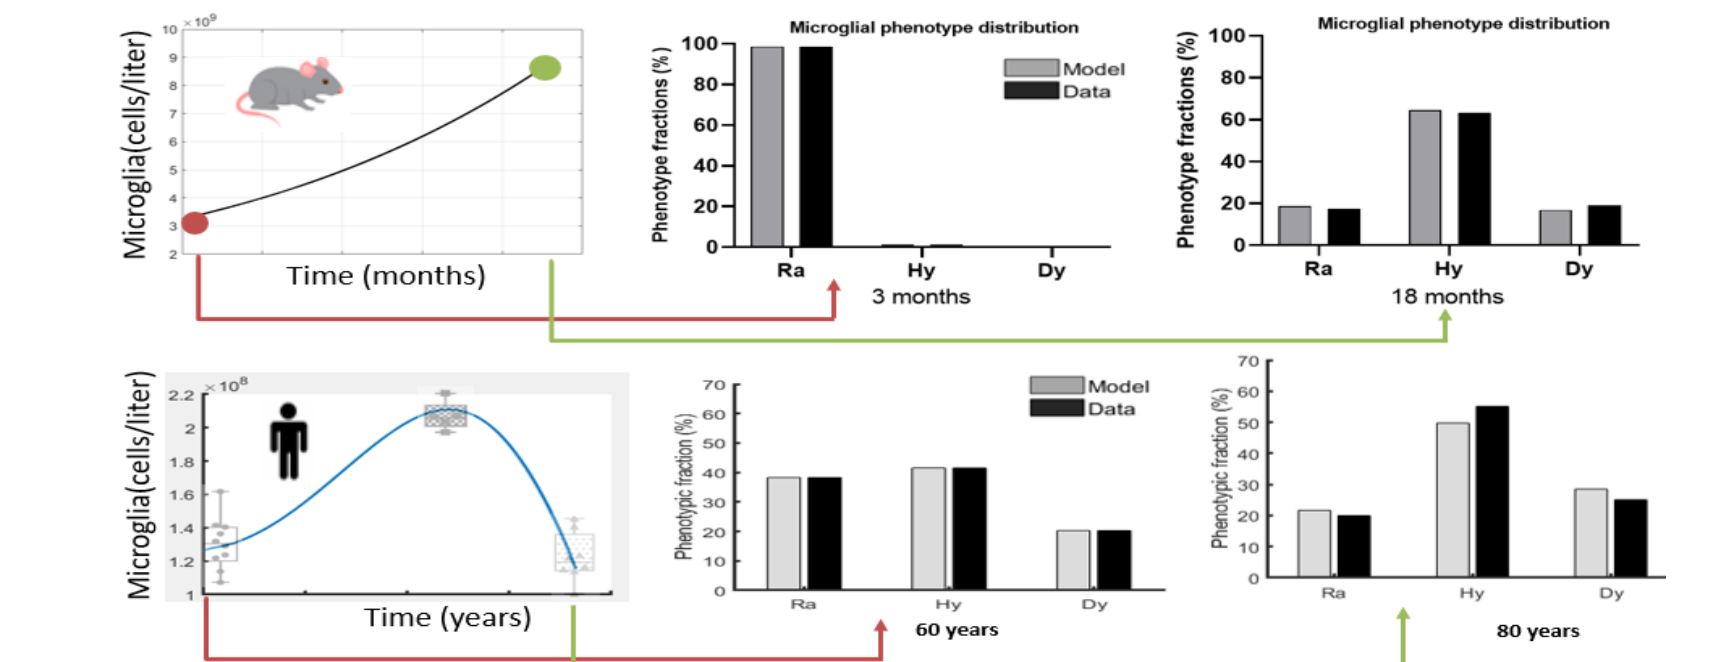 Microglia(cells/liter)
×10⁹
10
9
8
7
6
5
4
3
2
Time (months)
Microglial phenotype distribution
Phenotype fractions (%)
100
80
60
40
20
0
Model
Data
Ra Hy Dy
3 months
Microglial phenotype distribution
Phenotype fractions (%)
100
80
60
40
20
0
Ra Hy Dy
18 months
Microglia(cells/liter)
×10⁸
2.2
2
1.8
1.6
1.4
1.2
1
Time (years)
Phenotypic fraction (%)
70
60
50
40
30
20
10
0
Model
Data
Ra Hy Dy
60 years
Phenotypic fraction (%)
70
60
50
40
30
20
10
0
Ra Hy Dy
80 years